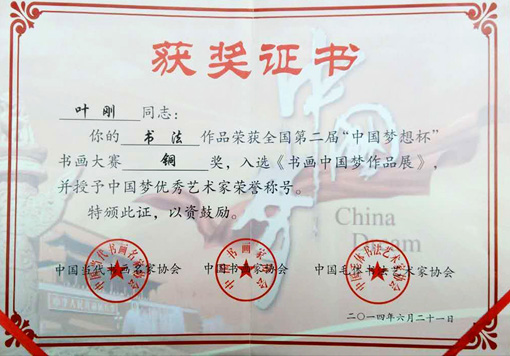 获奖证书
叶刚同志：
你的书法作品荣获全国第二届“中国梦想杯”
书画大赛铜奖，入选《书画中国梦作品展》，
并授予中国梦优秀艺术家荣誉称号。
特颁此证，以资鼓励。
China
Dream
中国当代书画名家协会 中国书画家协会 中国毛体书法艺术家协会
二〇一四年六月二十一日